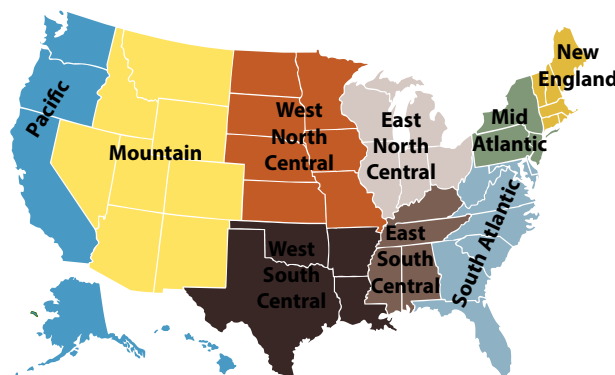 Pacific
Mountain
West
North
Central
East
North
Central
New
England
Mid
Atlantic
West
South
Central
East
South
Central
South Atlantic